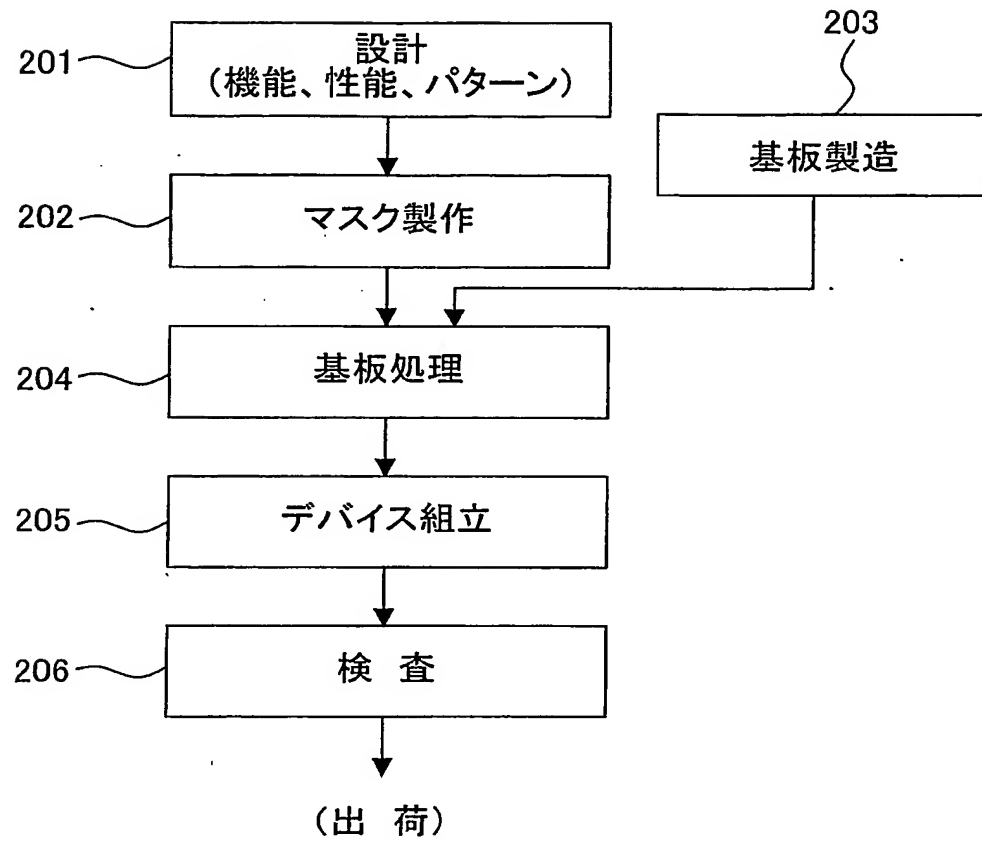 201
設計
(機能、性能、パターン)
203
基板製造
202
マスク製作
204
基板処理
205
デバイス組立
206
検 査
(出 荷)